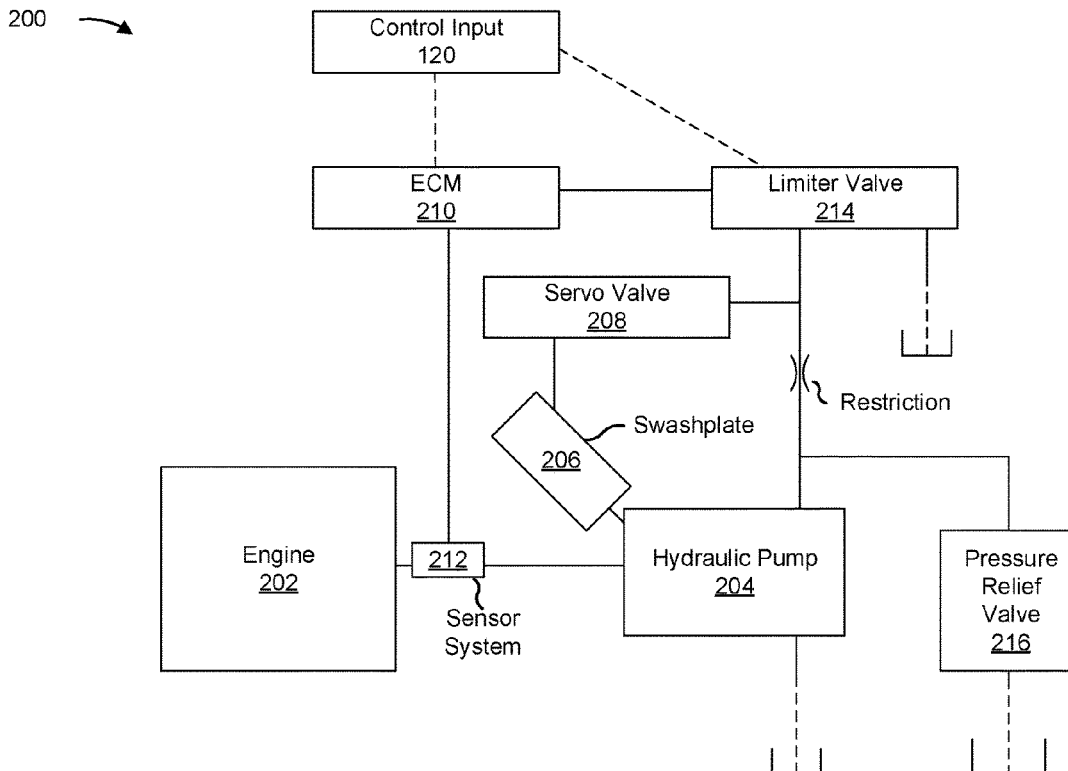 200
Control Input
120
ECM
210
Limiter Valve
214
Servo Valve
208
Restriction
Swashplate
206
Engine
202
212
Sensor
System
Hydraulic Pump
204
Pressure
Relief
Valve
216